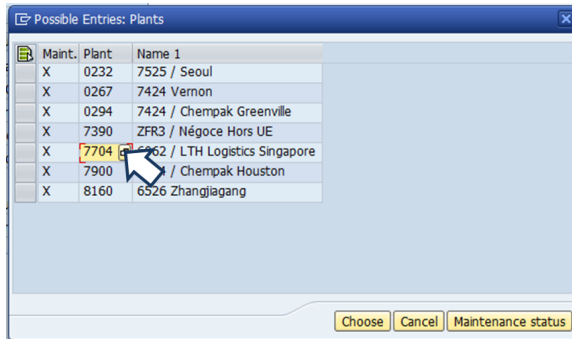 Possible Entries: Plants
Maint. Plant Name 1
X 0232 7525 / Seoul
X 0267 7424 Vernon
X 0294 7424 / Chempak Greenville
X 7390 ZFR3 / Négoce Hors UE
X 7704 / LTH Logistics Singapore
X 7900 / Chempak Houston
X 8160 6526 Zhangjiagang
Choose Cancel Maintenance status